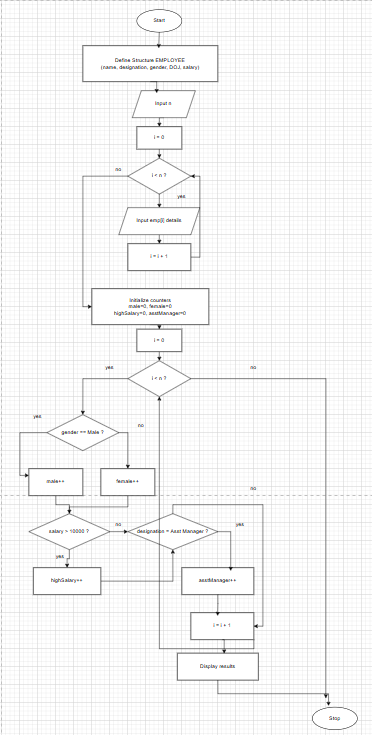 Start
Define Structure EMPLOYEE
(name, designation, gender, DOJ, salary)
Input n
i = 0
i < n ?
no
yes
Input emp[i] details
i = i + 1
Initialize counters
male=0, female=0
highSalary=0, asstManager=0
i = 0
i < n ?
yes
no
gender == Male ?
yes
no
male++
female++
no
salary > 10000 ?
no
designation = Asst Manager ?
yes
yes
highSalary++
asstManager++
i = i + 1
Display results
Stop